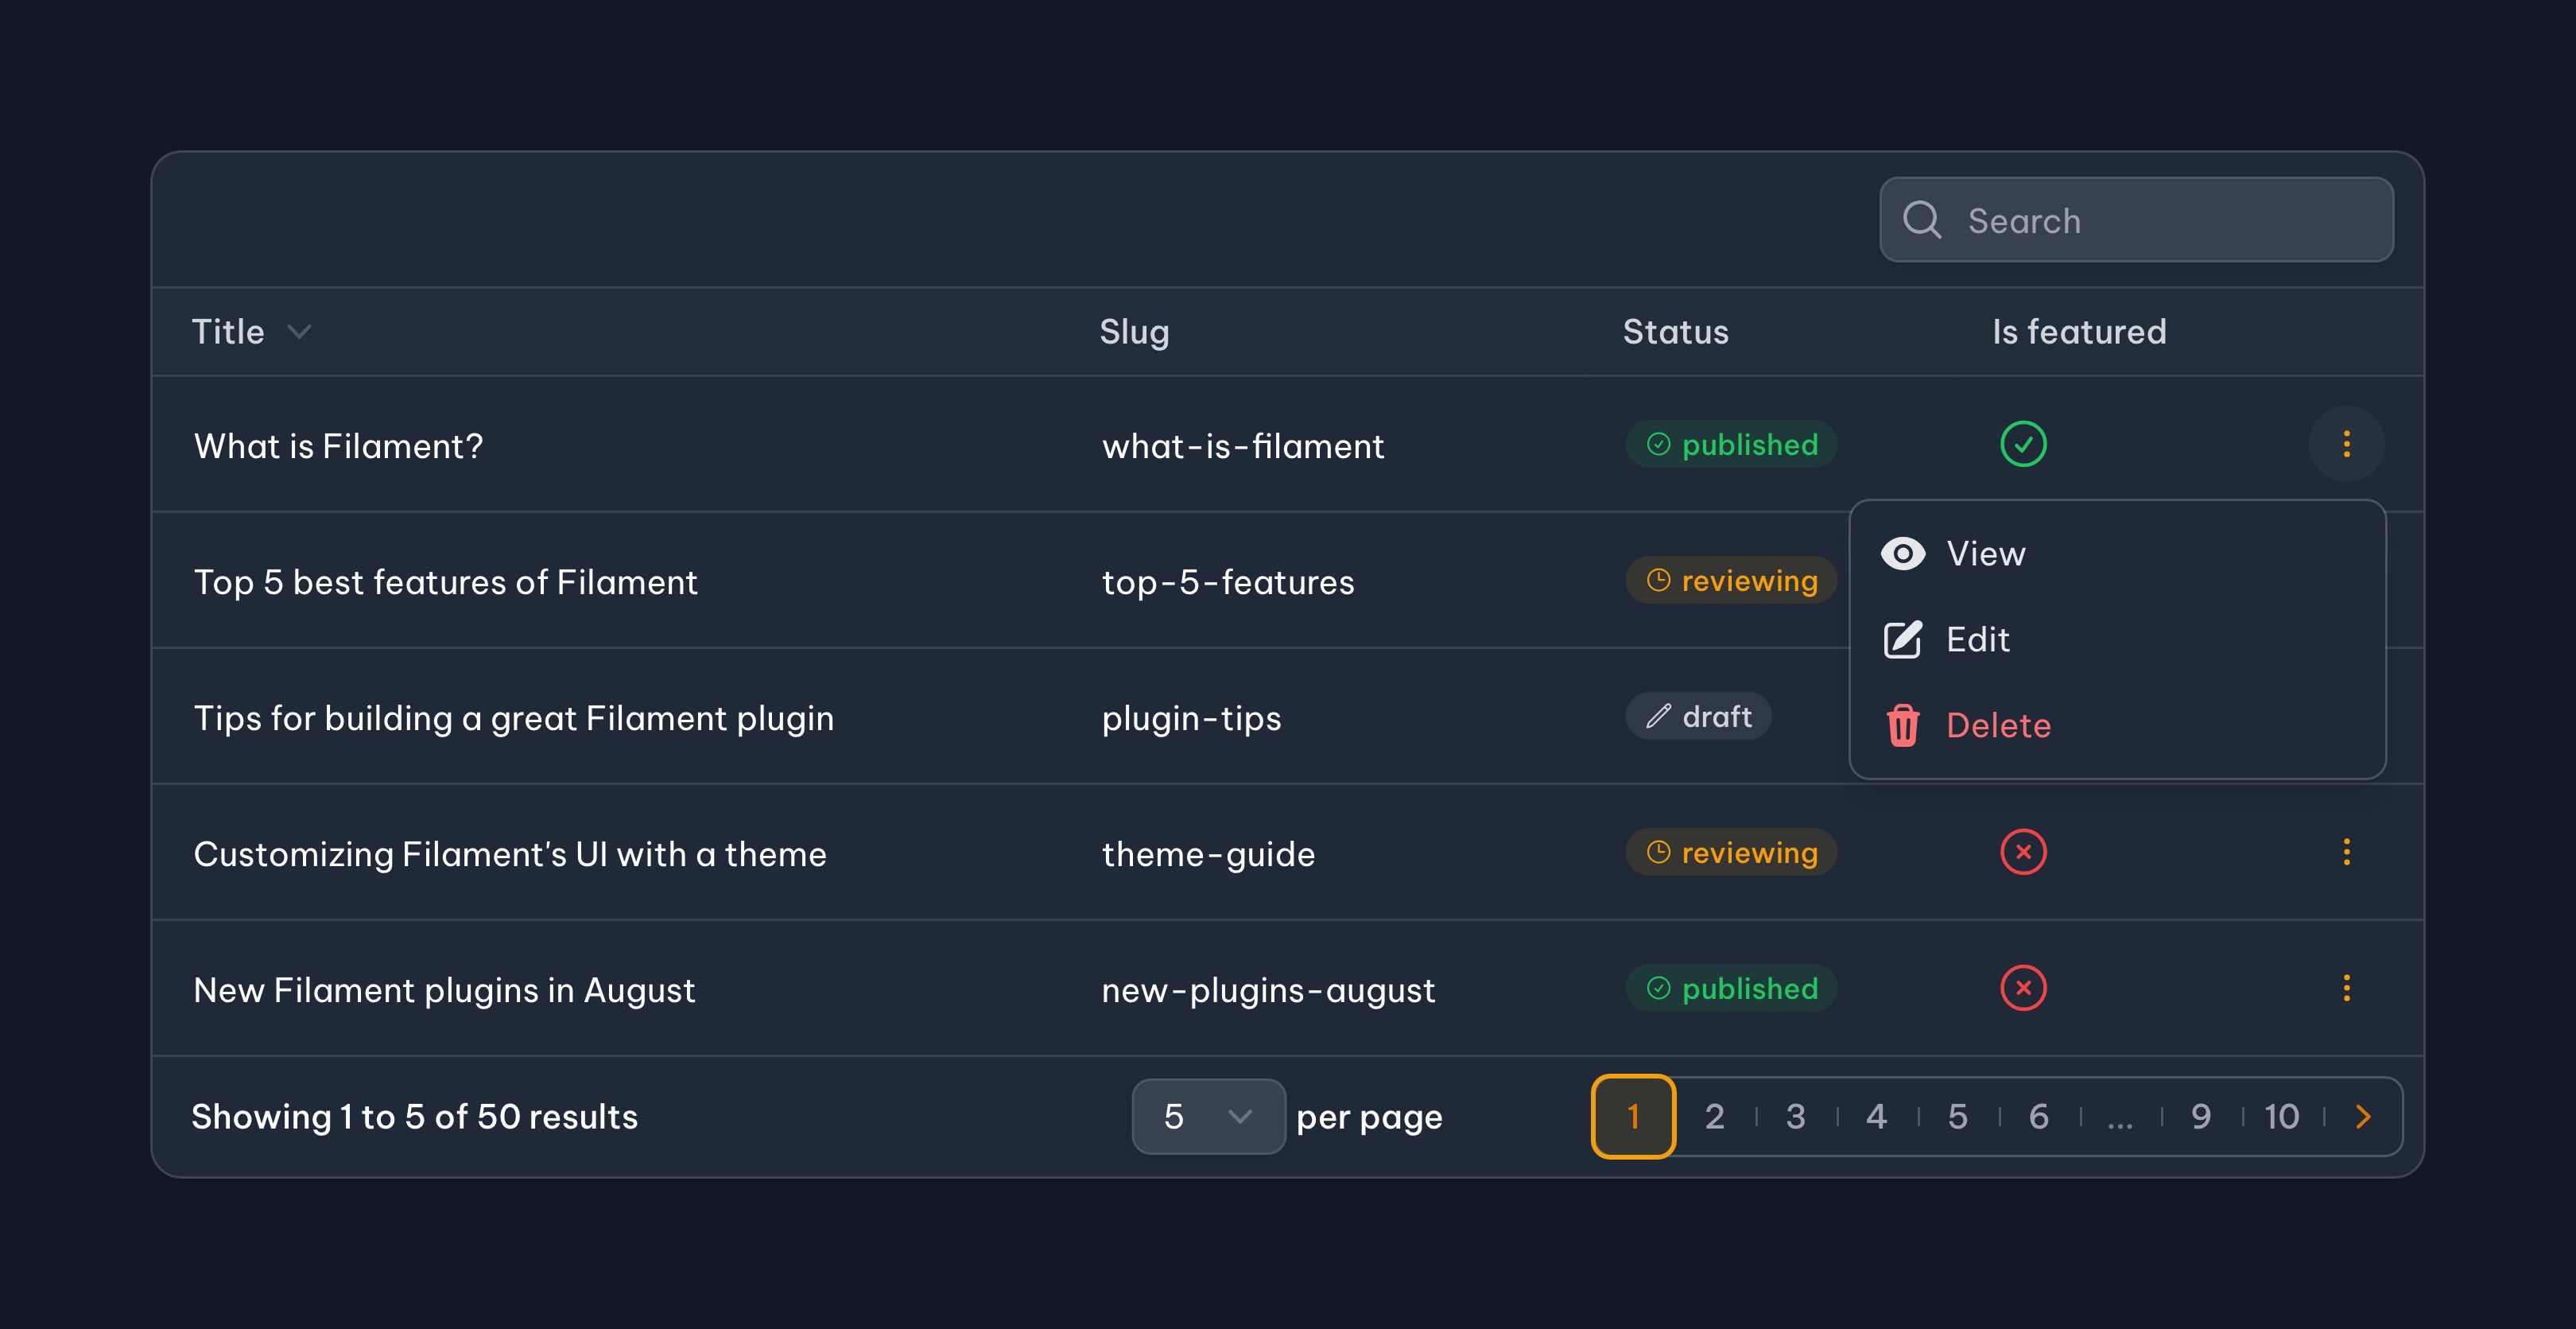 Search
Title Slug Status Is featured
What is Filament? what-is-filament published
View
Top 5 best features of Filament top-5-features reviewing
Edit
Tips for building a great Filament plugin plugin-tips draft
Delete
Customizing Filament's UI with a theme theme-guide reviewing
New Filament plugins in August new-plugins-august published
Showing 1 to 5 of 50 results 5 per page 1 2 3 4 5 6 ... 9 10